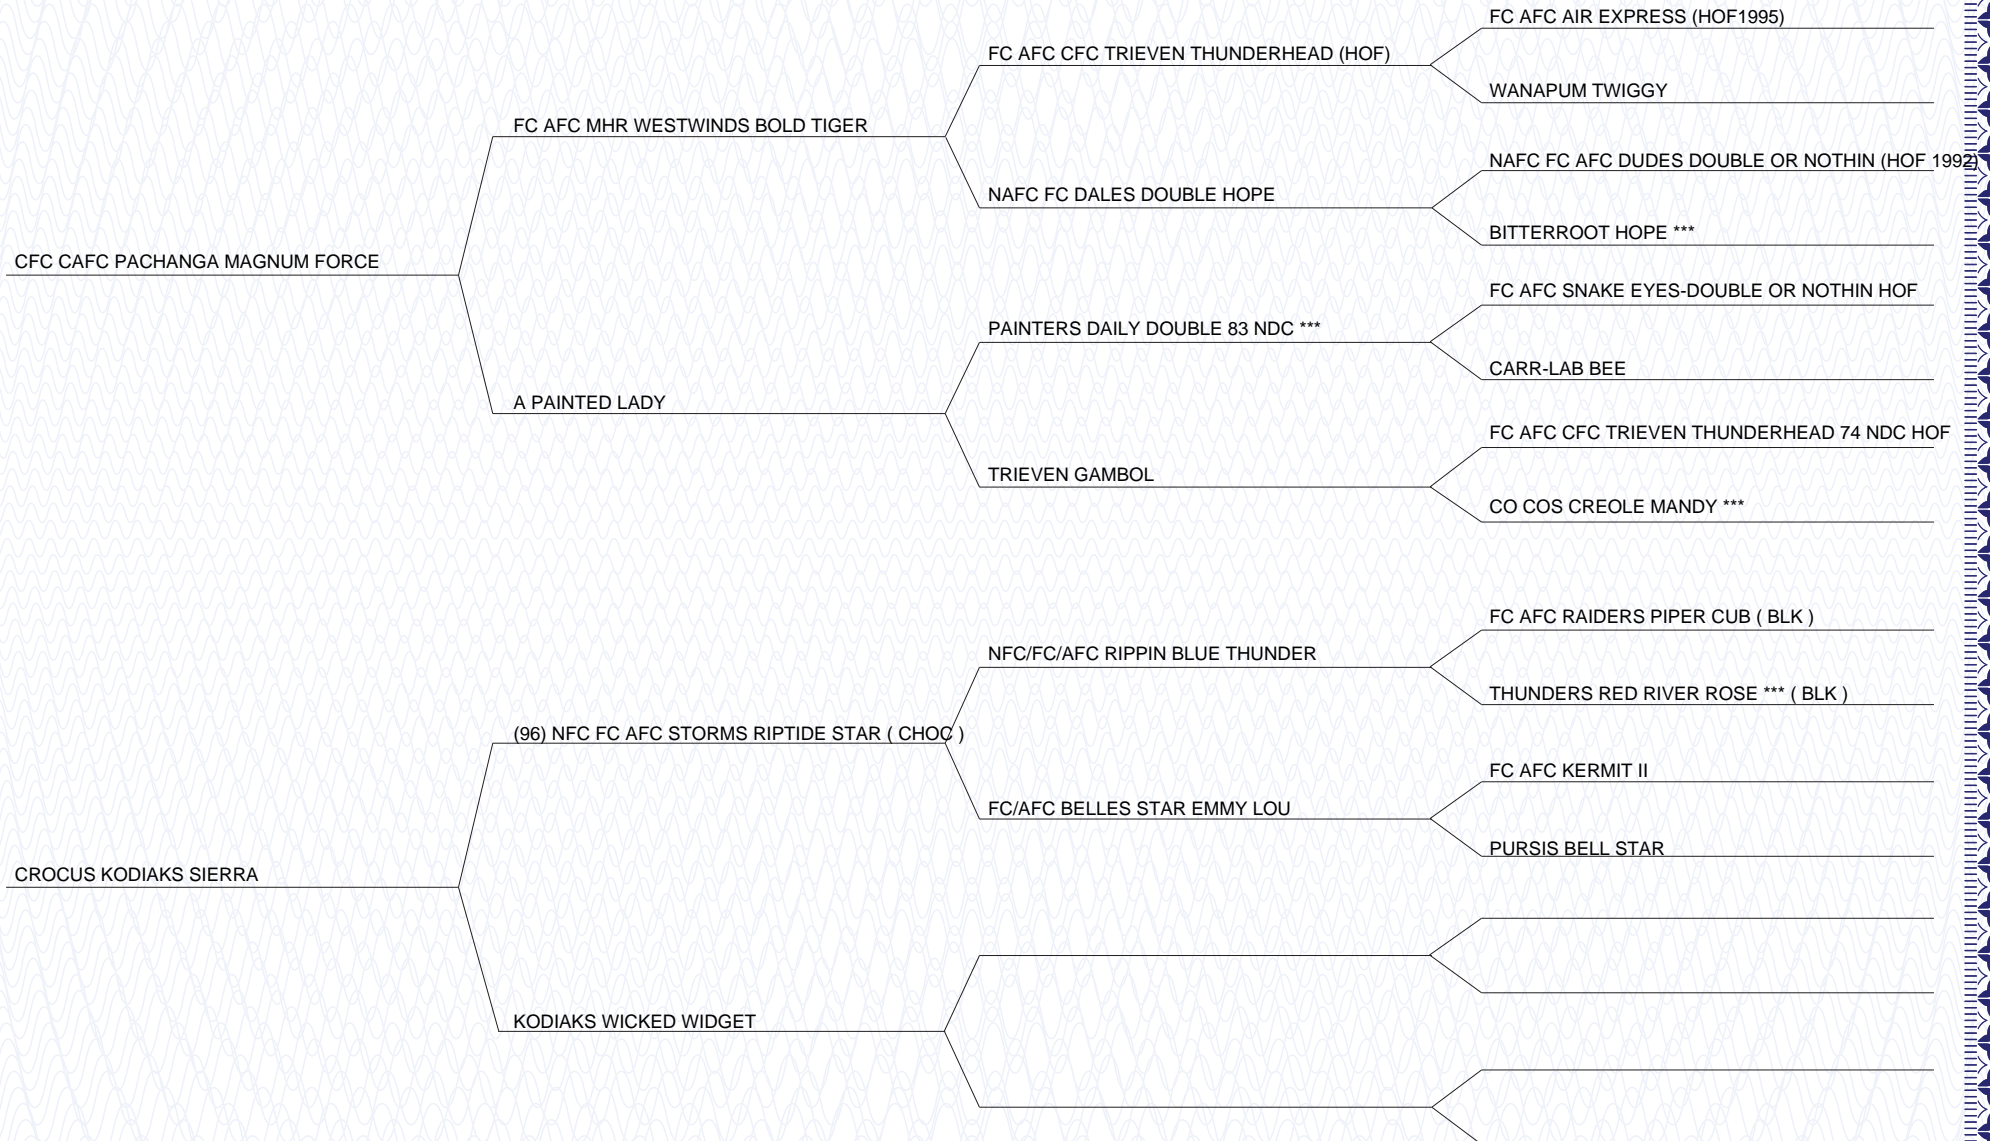 FC AFC AIR EXPRESS (HOF1995)
FC AFC CFC TRIEVEN THUNDERHEAD (HOF)
WANAPUM TWIGGY
FC AFC MHR WESTWINDS BOLD TIGER
NAFC FC AFC DUDES DOUBLE OR NOTHIN (HOF 1992)
NAFC FC DALES DOUBLE HOPE
BITTERROOT HOPE ***
CFC CAFC PACHANGA MAGNUM FORCE
FC AFC SNAKE EYES-DOUBLE OR NOTHIN HOF
PAINTERS DAILY DOUBLE 83 NDC ***
CARR-LAB BEE
A PAINTED LADY
FC AFC CFC TRIEVEN THUNDERHEAD 74 NDC HOF
TRIEVEN GAMBOL
CO COS CREOLE MANDY ***
FC AFC RAIDERS PIPER CUB ( BLK )
NFC/FC/AFC RIPPIN BLUE THUNDER
THUNDERS RED RIVER ROSE *** ( BLK )
(96) NFC FC AFC STORMS RIPTIDE STAR ( CHOC )
FC AFC KERMIT II
FC/AFC BELLES STAR EMMY LOU
PURSIS BELL STAR
CROCUS KODIAKS SIERRA
KODIAKS WICKED WIDGET